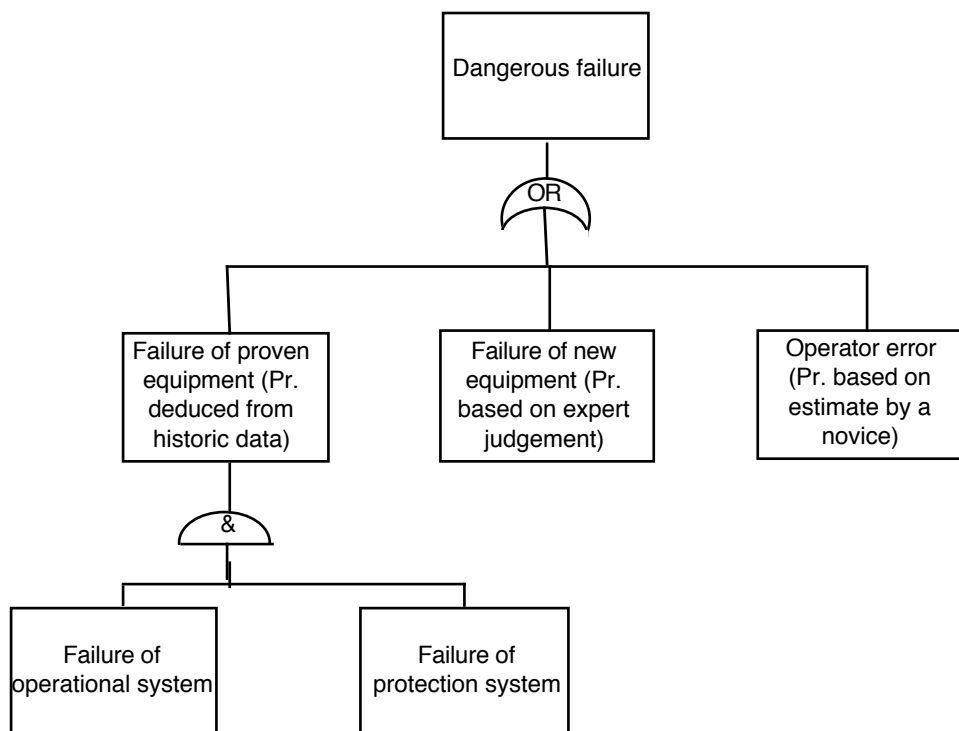 Dangerous failure
OR
Failure of proven
equipment (Pr.
deduced from
historic data)
Failure of new
equipment (Pr.
based on expert
judgement)
Operator error
(Pr. based on
estimate by a
novice)
&
Failure of
operational system
Failure of
protection system